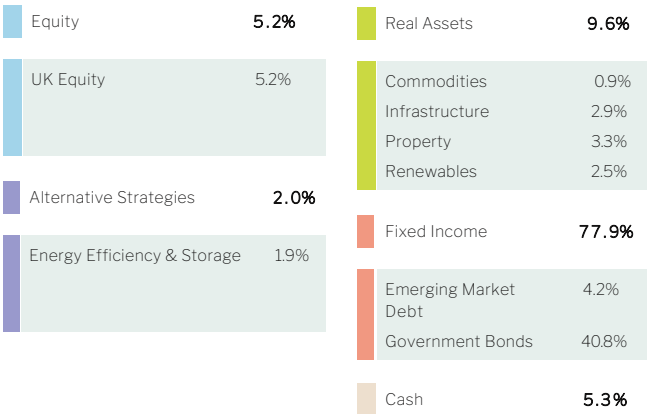 Equity 5.2%
UK Equity 5.2%
Alternative Strategies 2.0%
Energy Efficiency & Storage 1.9%
Real Assets 9.6%
Commodities 0.9%
Infrastructure 2.9%
Property 3.3%
Renewables 2.5%
Fixed Income 77.9%
Emerging Market 4.2%
Debt
Government Bonds 40.8%
Cash 5.3%